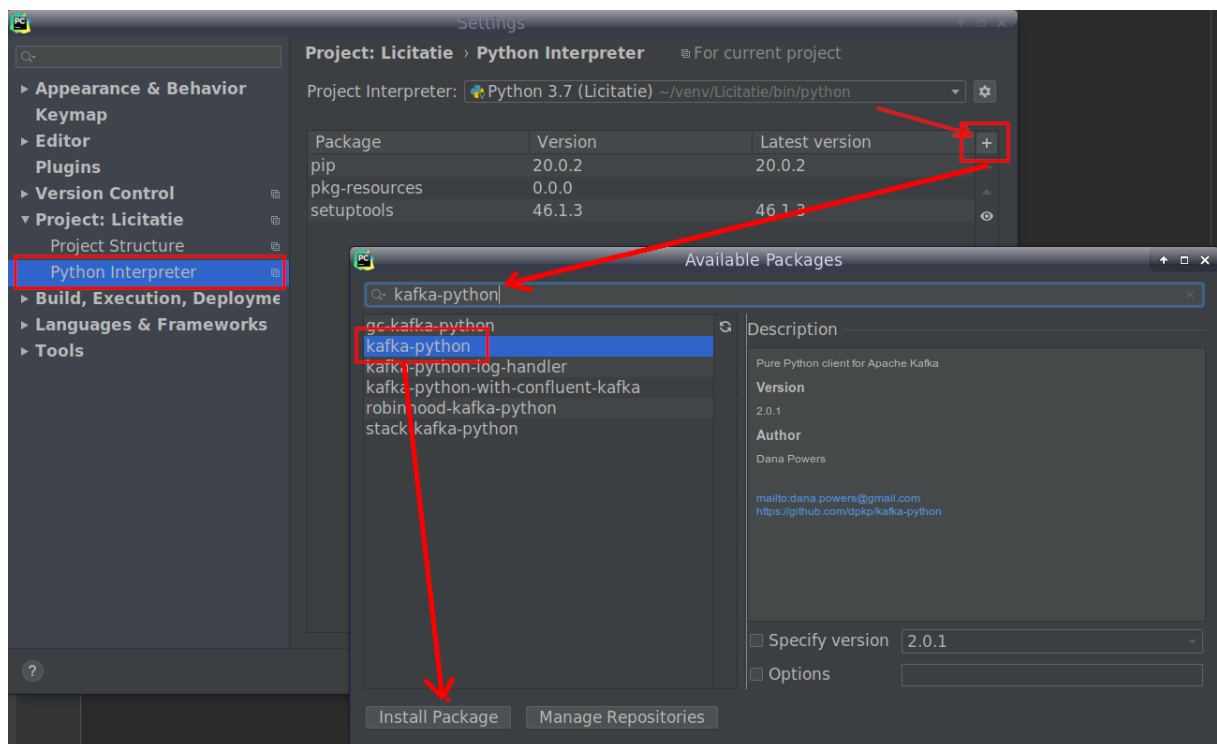 Settings
Project: Licitatie › Python Interpreter For current project
Appearance & Behavior
Keymap
Editor
Plugins
Version Control
Project: Licitatie
Project Structure
Python Interpreter
Build, Execution, Deployme
Languages & Frameworks
Tools
?
Project Interpreter: Python 3.7 (Licitatie) ~/venv/Licitatie/bin/python
Package Version Latest version
pip 20.0.2 20.0.2
pkg-resources 0.0.0
setuptools 46.1.3 46.1.3
PC
Available Packages
kafka-python
gc-kafka-python
kafka-python
kafka-python-log-handler
kafka-python-with-confluent-kafka
robinhood-kafka-python
stack-kafka-python
Description
Pure Python client for Apache Kafka
Version
2.0.1
Author
Dana Powers
mailto:dana.powers@gmail.com
https://github.com/dpkp/kafka-python
Specify version 2.0.1
Options
Install Package Manage Repositories